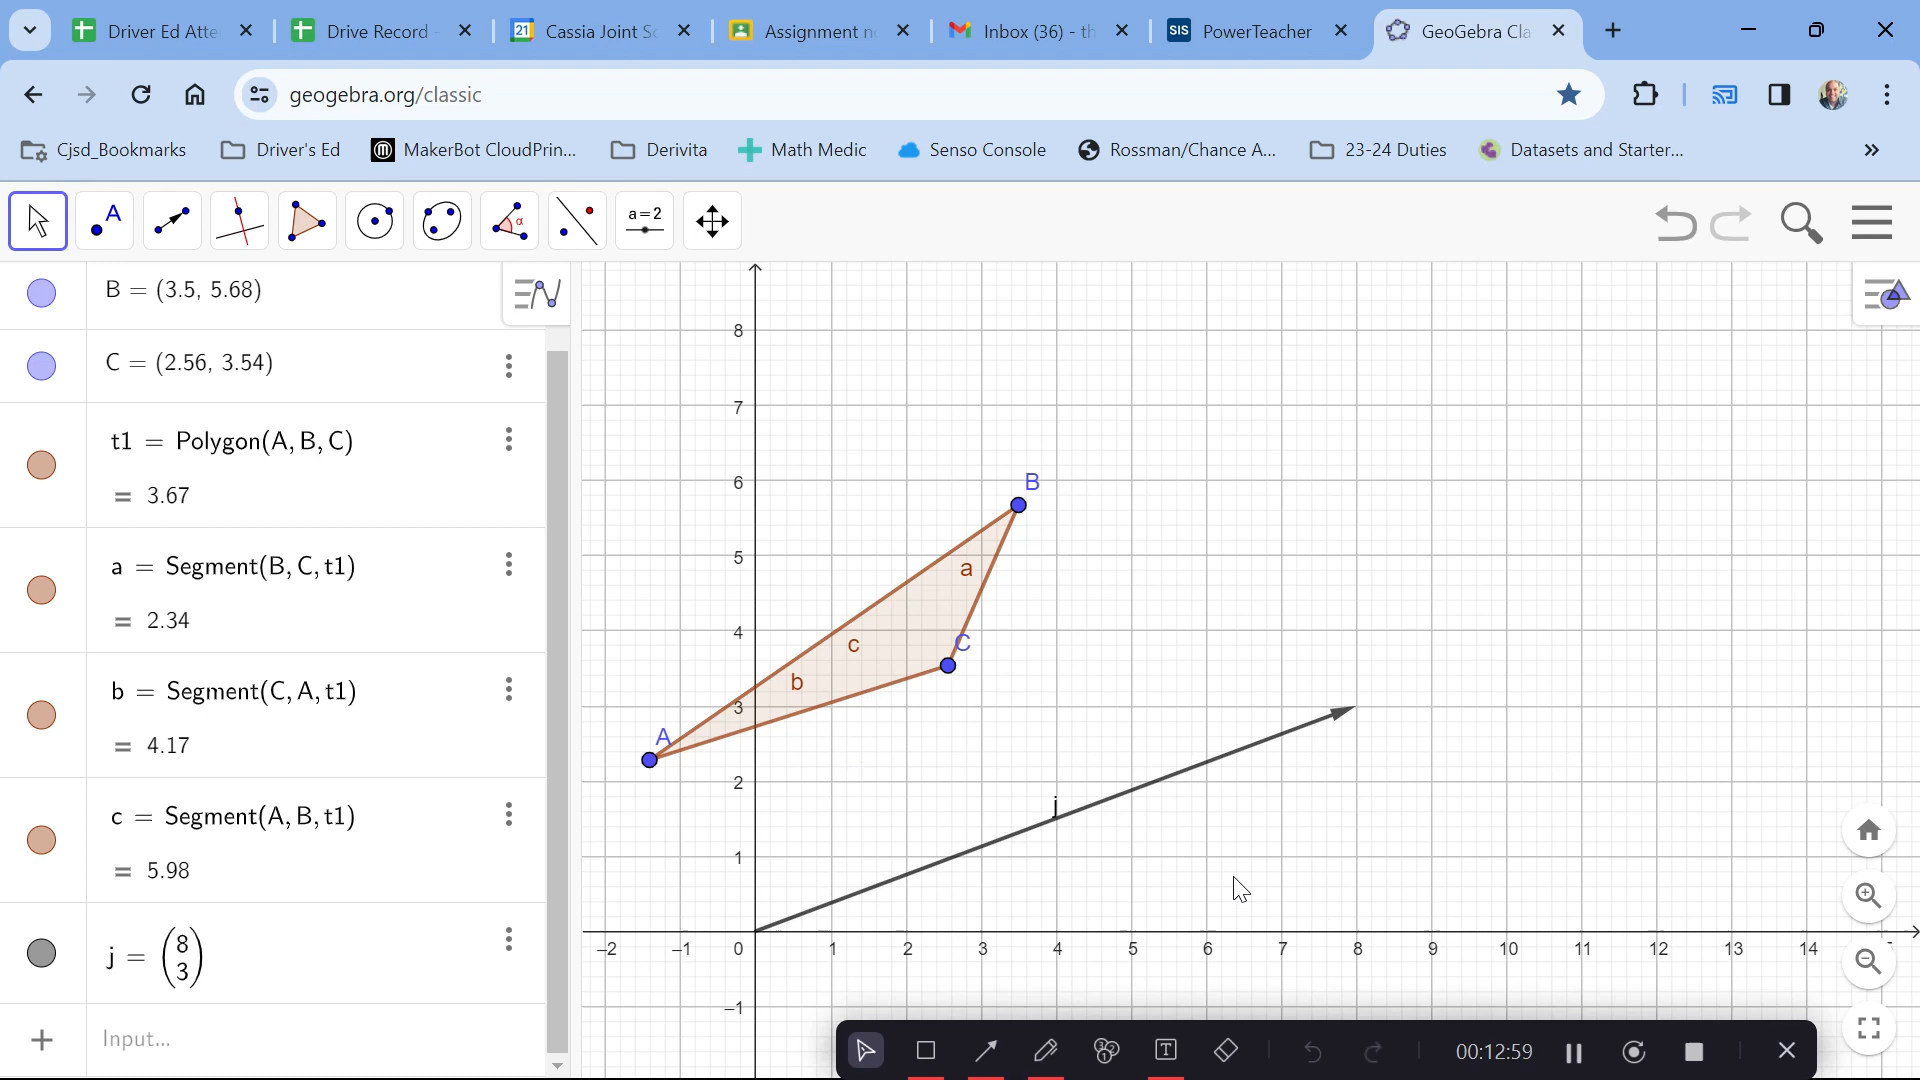 Driver Ed Atte
Drive Record -
21
Cassia Joint Sc
Assignment n
Inbox (36) - th
SIS
PowerTeacher
GeoGebra Cla
geogebra.org/classic
Cjsd_Bookmarks
Driver's Ed
MakerBot CloudPrin...
Derivita
Math Medic
Senso Console
Rossman/Chance A...
23-24 Duties
Datasets and Starter...
A
α
a=2
B = (3.5, 5.68)
C = (2.56, 3.54)
t1 = Polygon(A, B, C)
= 3.67
a = Segment(B, C, t1)
= 2.34
b = Segment(C, A, t1)
= 4.17
c = Segment(A, B, t1)
= 5.98
j = (8 3)
Input...
8
7
6
5
4
3
2
1
-1
B
a
C
c
b
A
j
-2 -1 0 1 2 3 4 5 6 7 8 9 10 11 12 13 14
T
00:12:59